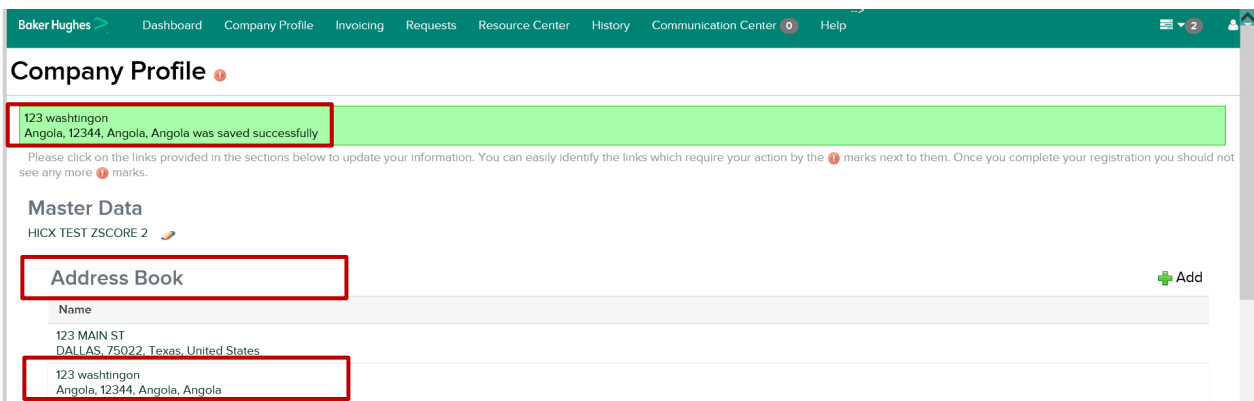 Baker Hughes Dashboard Company Profile Invoicing Requests Resource Center History Communication Center 0 Help --> 2
Company Profile
123 washtingon
Angola, 12344, Angola, Angola was saved successfully
Please click on the links provided in the sections below to update your information. You can easily identify the links which require your action by the ! marks next to them. Once you complete your registration you should not
see any more ! marks.
Master Data
HICX TEST ZSCORE 2
Address Book
Add
Name
123 MAIN ST
DALLAS, 75022, Texas, United States
123 washtingon
Angola, 12344, Angola, Angola